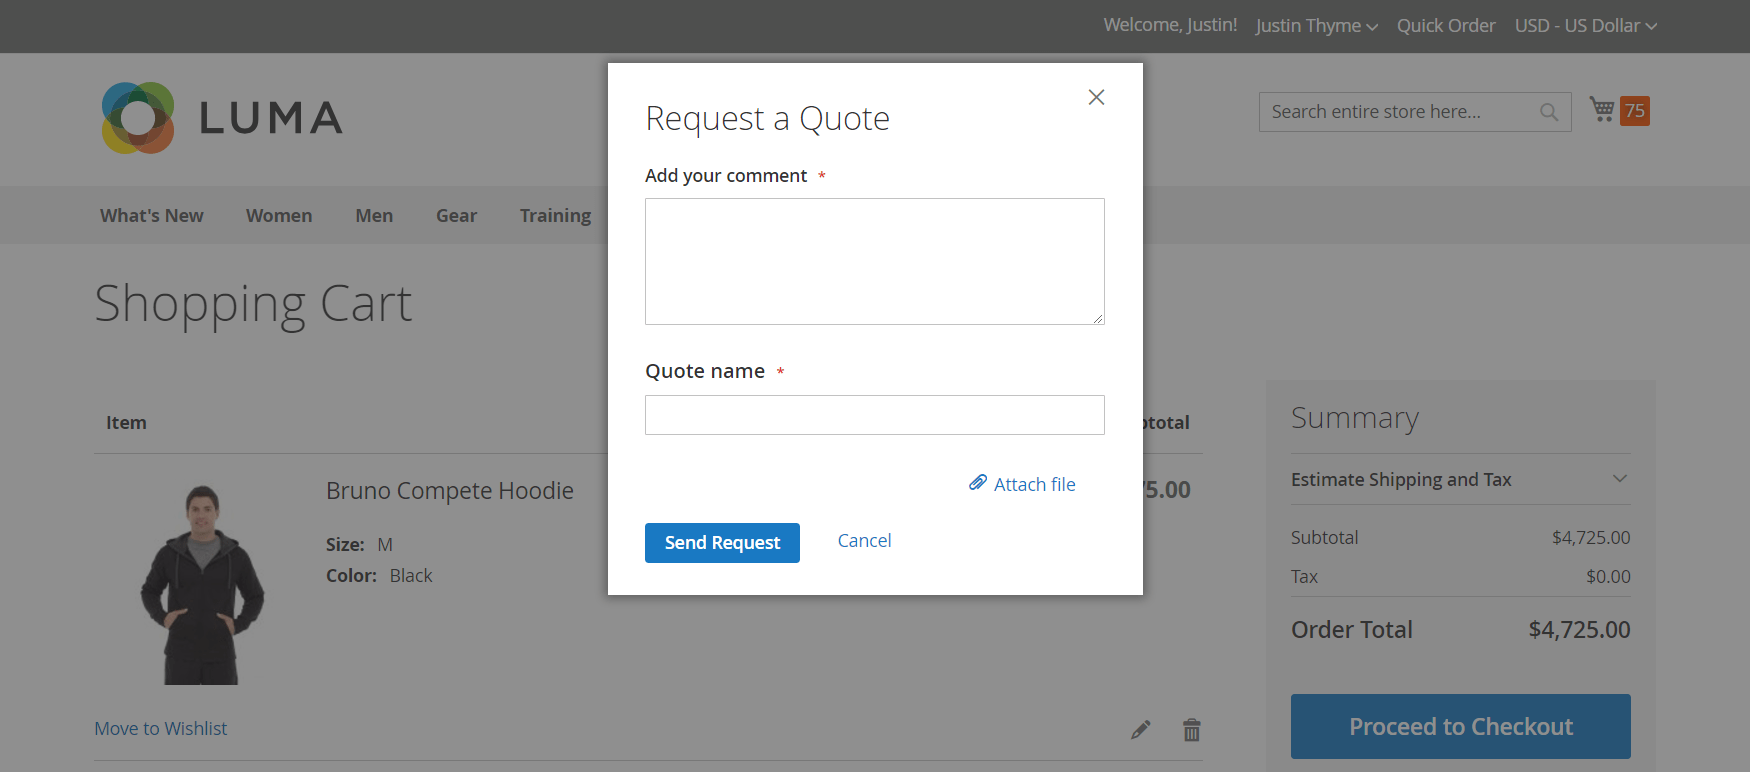 Welcome, Justin! Justin Thyme Quick Order USD - US Dollar
LUMA
Search entire store here...
75
What's New Women Men Gear Training
Request a Quote
Add your comment *
Quote name *
Attach file
Send Request Cancel
Shopping Cart
Item
Bruno Compete Hoodie
5.00
Size: M
Color: Black
Move to Wishlist
Summary
Estimate Shipping and Tax
Subtotal $4,725.00
Tax $0.00
Order Total $4,725.00
Proceed to Checkout